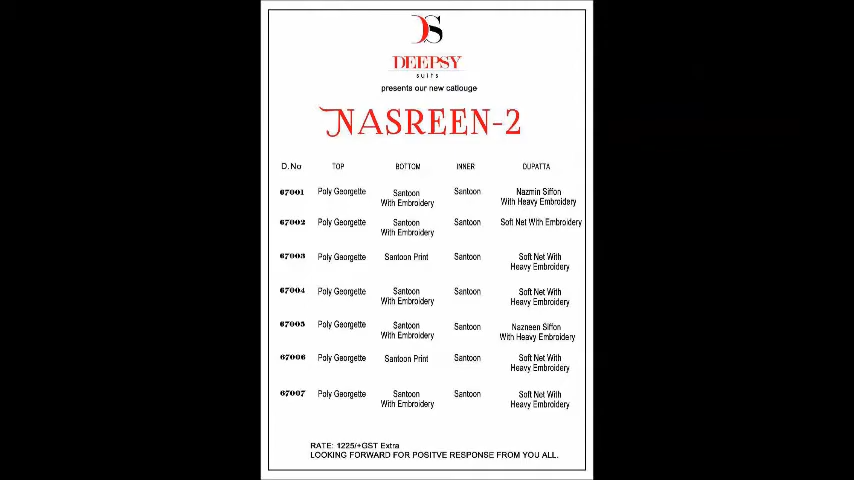 DS
DEEPSY
suits
presents our new catlouge
NASREEN-2
D.No TOP BOTTOM INNER DUPATTA
67001 Poly Georgette Santoon With Embroidery Santoon Nazmin Siffon With Heavy Embroidery
67002 Poly Georgette Santoon With Embroidery Santoon Soft Net With Embroidery
67003 Poly Georgette Santoon Print Santoon Soft Net With Heavy Embroidery
67004 Poly Georgette Santoon With Embroidery Santoon Soft Net With Heavy Embroidery
67005 Poly Georgette Santoon With Embroidery Santoon Nazneen Siffon With Heavy Embroidery
67006 Poly Georgette Santoon Print Santoon Soft Net With Heavy Embroidery
67007 Poly Georgette Santoon With Embroidery Santoon Soft Net With Heavy Embroidery
RATE: 1225/+GST Extra
LOOKING FORWARD FOR POSITVE RESPONSE FROM YOU ALL.